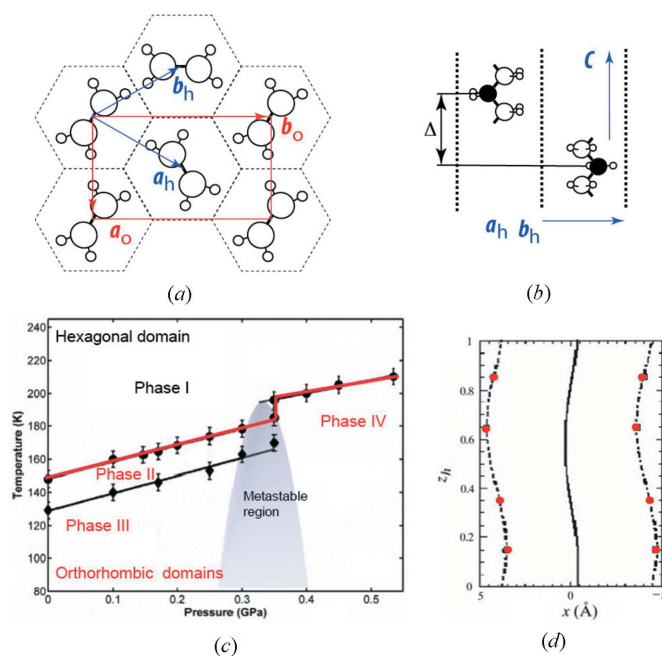 b_h
b_o
a_h
a_o
(a)
C
Δ
a_h b_h
(b)
240
220
200
180
160
140
120
100
80
Temperature (K)
Hexagonal domain
Phase I
Phase IV
Phase II
Phase III
Metastable
region
Orthorhombic domains
0
0.1
0.2
0.3
0.4
0.5
Pressure (GPa)
(c)
1
0.8
0.6
0.4
0.2
0
z_h
5
0
x (Å)
(d)